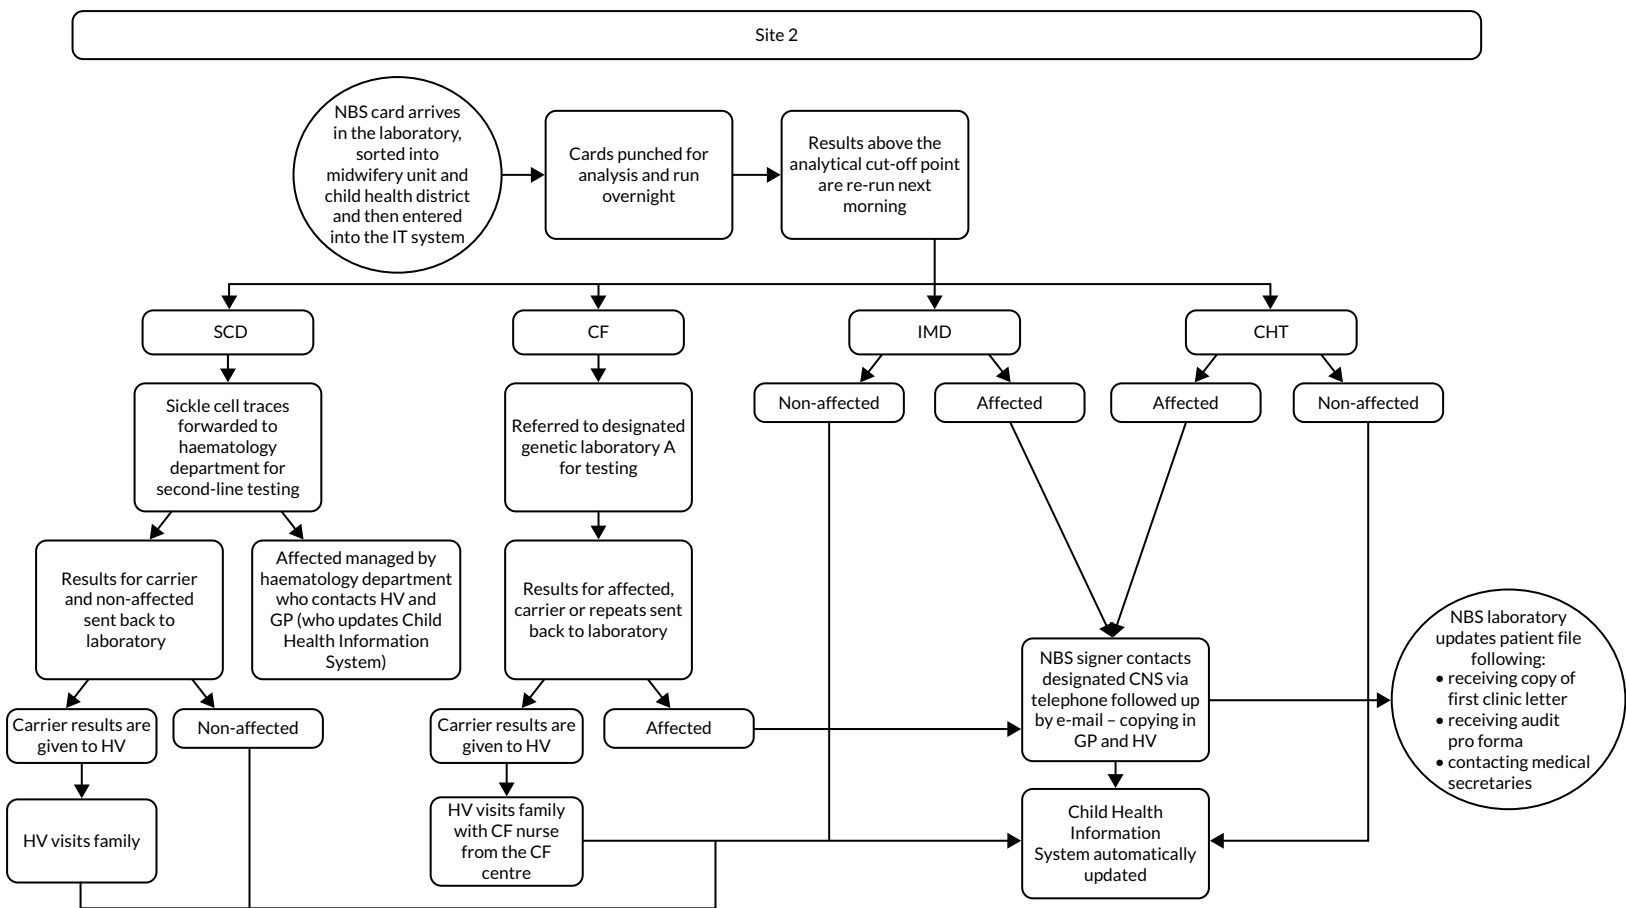 Site 2
NBS card arrives
in the laboratory,
sorted into
midwifery unit and
child health district
and then entered
into the IT system
Cards punched for
analysis and run
overnight
Results above the
analytical cut-off point
are re-run next
morning
SCD
CF
IMD
CHT
Non-affected
Affected
Affected
Non-affected
Sickle cell traces
forwarded to
haematology
department for
second-line testing
Referred to designated
genetic laboratory A
for testing
Results for carrier
and non-affected
sent back to
laboratory
Affected managed by
haematology department
who contacts HV and
GP (who updates Child
Health Information
System)
Results for affected,
carrier or repeats sent
back to laboratory
NBS signer contacts
designated CNS via
telephone followed up
by e-mail – copying in
GP and HV
NBS laboratory
updates patient file
following:
• receiving copy of
first clinic letter
• receiving audit
pro forma
• contacting medical
secretaries
Carrier results are
given to HV
Non-affected
Carrier results are
given to HV
Affected
HV visits family
HV visits family
with CF nurse
from the CF
centre
Child Health
Information
System automatically
updated